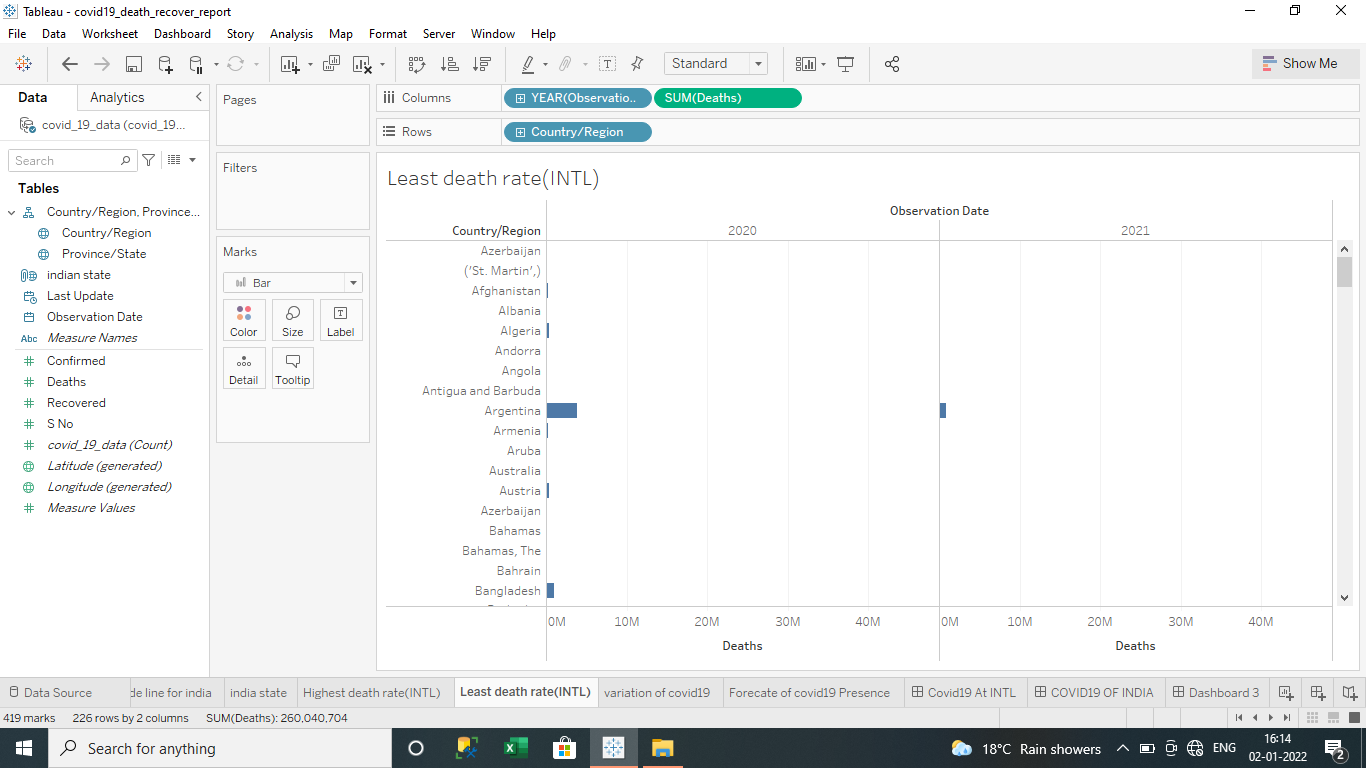 Tableau - covid19_death_recover_report
File Data Worksheet Dashboard Story Analysis Map Format Server Window Help
Standard
Show Me
Data Analytics
covid_19_data (covid_19...
Search
Tables
Country/Region, Province...
Country/Region
Province/State
indian state
Last Update
Observation Date
Abc Measure Names
Confirmed
Deaths
Recovered
S No
covid_19_data (Count)
Latitude (generated)
Longitude (generated)
Measure Values
Pages
Filters
Marks
Bar
Color Size Label
Detail Tooltip
Columns YEAR(Observatio.. SUM(Deaths)
Rows Country/Region
Least death rate(INTL)
Observation Date
Country/Region 2020 2021
Azerbaijan
('St. Martin',)
Afghanistan
Albania
Algeria
Andorra
Angola
Antigua and Barbuda
Argentina
Armenia
Aruba
Australia
Austria
Azerbaijan
Bahamas
Bahamas, The
Bahrain
Bangladesh
0M 10M 20M 30M 40M 0M 10M 20M 30M 40M
Deaths Deaths
Data Source de line for india india state Highest death rate(INTL) Least death rate(INTL) variation of covid19 Forecate of covid19 Presence Covid19 At INTL COVID19 OF INDIA Dashboard 3
419 marks 226 rows by 2 columns SUM(Deaths): 260,040,704
Search for anything
18°C Rain showers ENG 16:14
02-01-2022
2